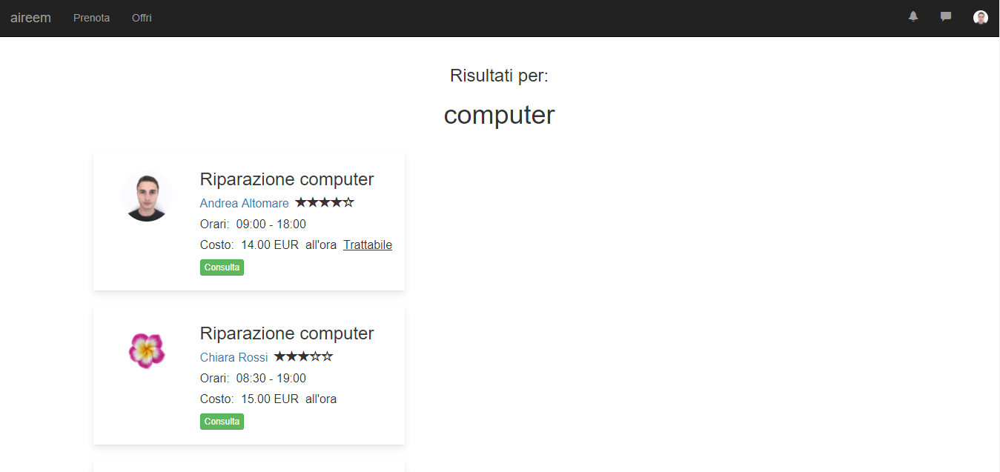 aireem Prenota Offri
Risultati per:
computer
Riparazione computer
Andrea Altomare ★★★★☆
Orari: 09:00 - 18:00
Costo: 14.00 EUR all'ora Trattabile
Consulta
Riparazione computer
Chiara Rossi ★★★☆☆
Orari: 08:30 - 19:00
Costo: 15.00 EUR all'ora
Consulta